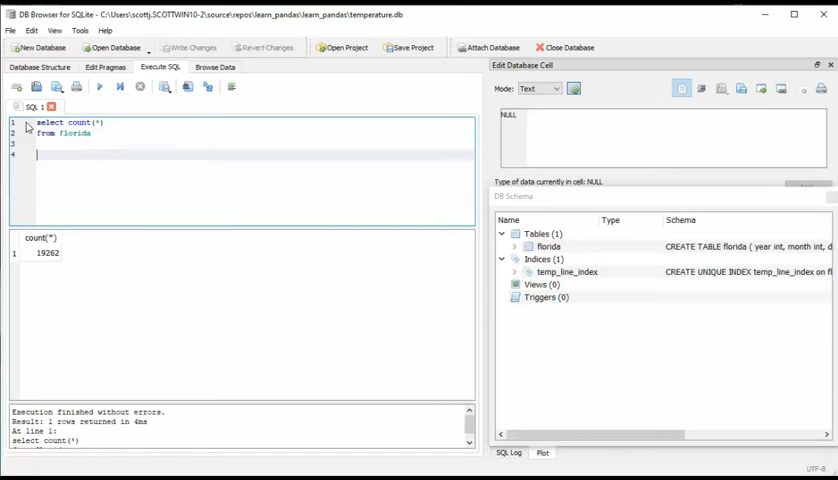 DB Browser for SQLite - C:\Users\scottj.SCOTTWIN10-2\source\repos\learn_pandas\learn_pandas\temperature.db
File Edit View Tools Help
New Database Open Database Write Changes Revert Changes Open Project Save Project Attach Database Close Database
Database Structure Edit Pragmas Execute SQL Browse Data
Edit Database Cell
Mode: Text
SQL 1
1 select count(*)
2 from florida
3
4
NULL
Type of data currently in cell: NULL
DB Schema
Name Type Schema
Tables (1)
florida CREATE TABLE florida ( year int, month int, d
Indices (1)
temp_line_index CREATE UNIQUE INDEX temp_line_index on fl
Views (0)
Triggers (0)
count(*)
1 19262
Execution finished without errors.
Result: 1 rows returned in 4ms
At line 1:
select count(*)
SQL Log Plot
UTF-8